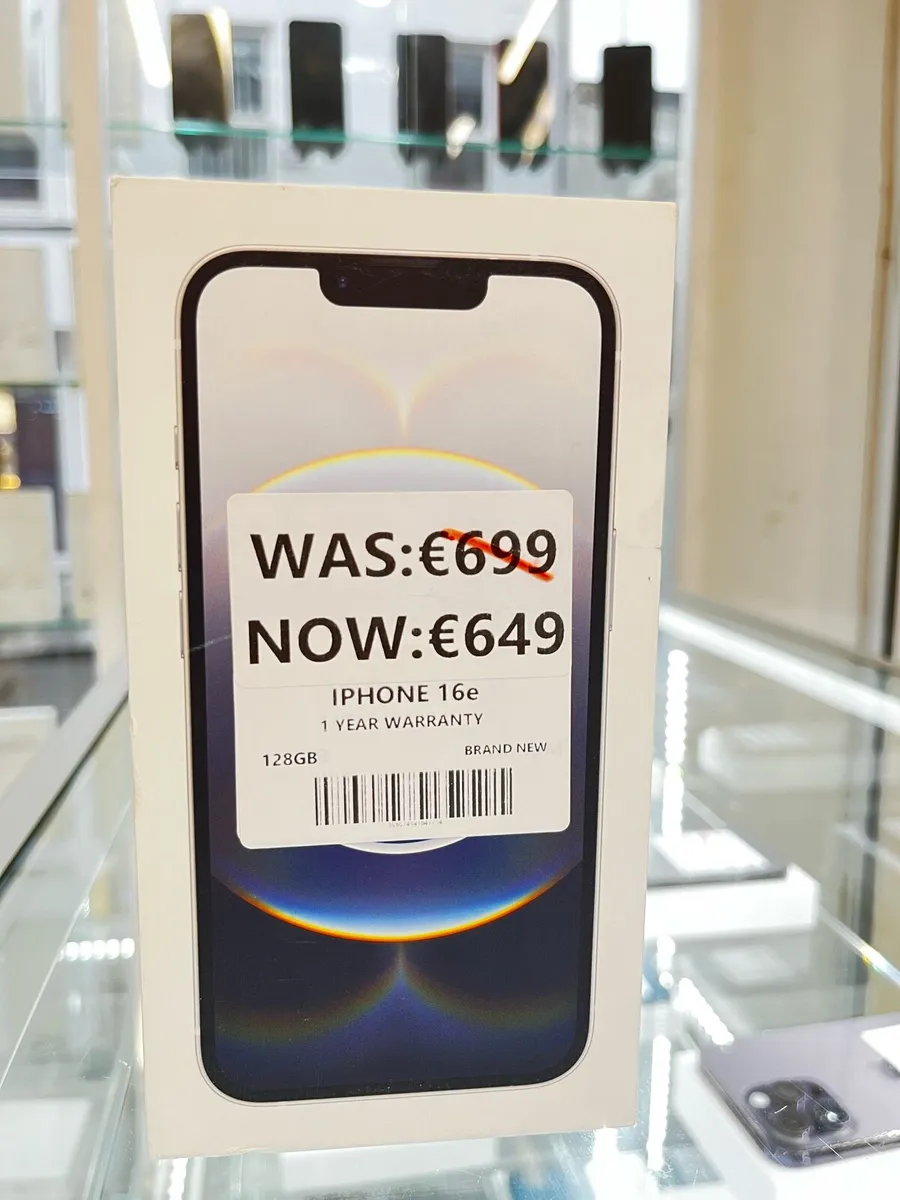 WAS:€699
NOW:€649
IPHONE 16e
1 YEAR WARRANTY
128GB
BRAND NEW